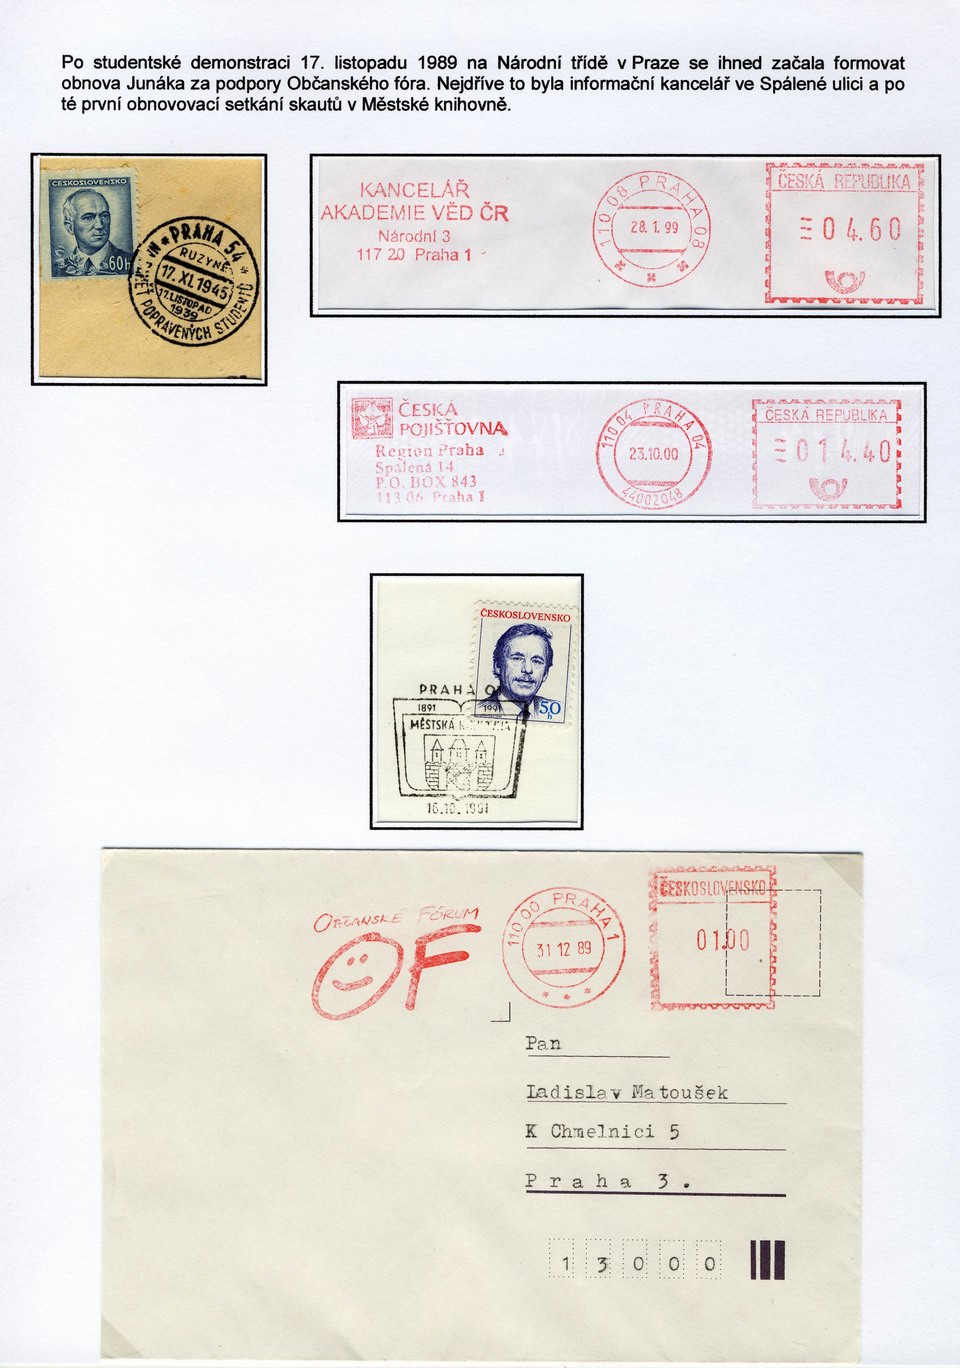 Po studentské demonstraci 17. listopadu 1989 na Národní třídě v Praze se ihned začala formovat
obnova Junáka za podpory Občanského fóra. Nejdříve to byla informační kancelář ve Spálené ulici a po
té první obnovovací setkání skautů v Městské knihovně.
ČESKOSLOVENSKO
60h
PRAHA 54
RUZYNĚ
17.XI.1945
17.LISTOPAD
1939
POPRAVENÝCH STUDENTŮ
KANCELÁŘ
AKADEMIE VĚD ČR
Národní 3
117 20 Praha 1
110 08 PRAHA 08
28.1.99
ČESKÁ REPUBLIKA
04.60
ČESKÁ
POJIŠŤOVNA
Region Praha
Spálená 14
P.O. BOX 843
113 06 Praha 1
110 04 PRAHA 04
23.10.00
44002048
ČESKÁ REPUBLIKA
014.40
ČESKOSLOVENSKO
50
h
PRAHA 01
1891 1991
MĚSTSKÁ
16.10.1991
OBČANSKÉ FÓRUM
OF
110 00 PRAHA 1
31 12 89
ČESKOSLOVENSKO
01.00
Pan
Ladislav Matoušek
K Chmelnici 5
Praha 3.
13000